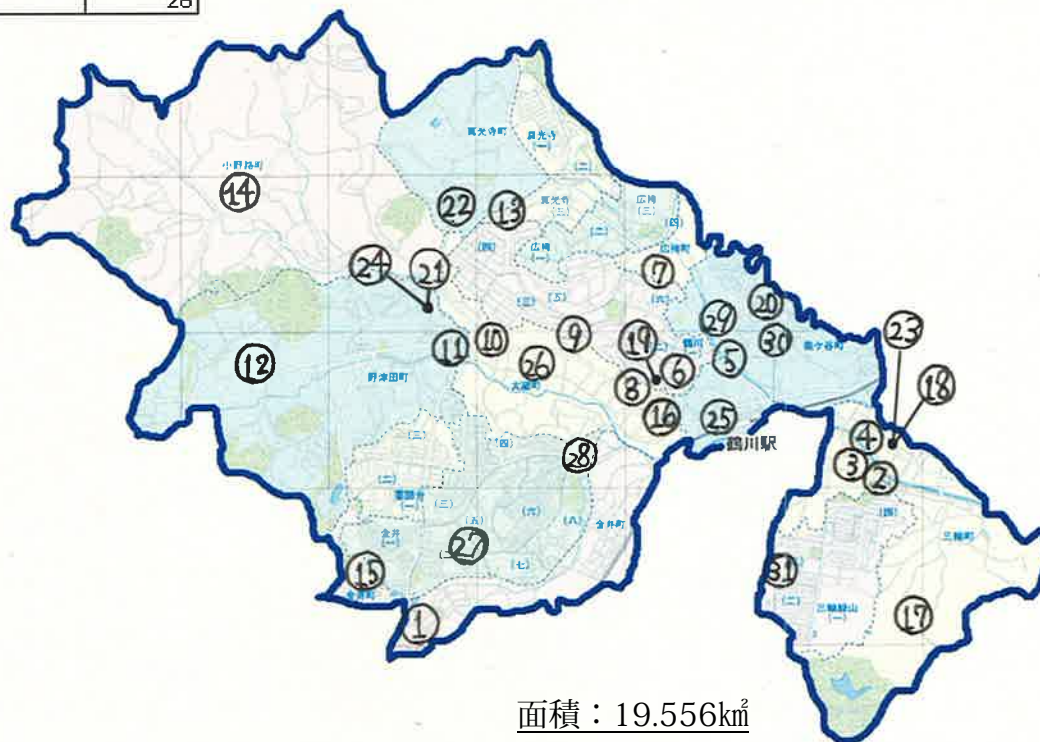 28
小野路町
⑭
真光寺町
真光寺
(一)
(二)
真光寺
(三)
広袴
(三)
(四)
(二)
広袴
(一)
広袴町
㉒
⑬
(四)
⑦
㉔
㉑
(三)
(五)
(六)
⑳
㉙
㉓
⑫
⑪
⑩
⑨
⑲
鶴川
㉚
能ケ谷町
野津田町
㉖
大蔵町
⑧
⑥
⑤
⑱
⑯
㉕
鶴川駅
④
③
②
(三)
(四)
㉘
(二)
薬師台
(一)
(三)
(五)
(六)
(八)
金井町
(四)
三輪町
金井
(一)
㉗
(七)
⑮
金井町
①
㉛
(二)
三輪緑山
(一)
⑰
面積：19.556k㎡